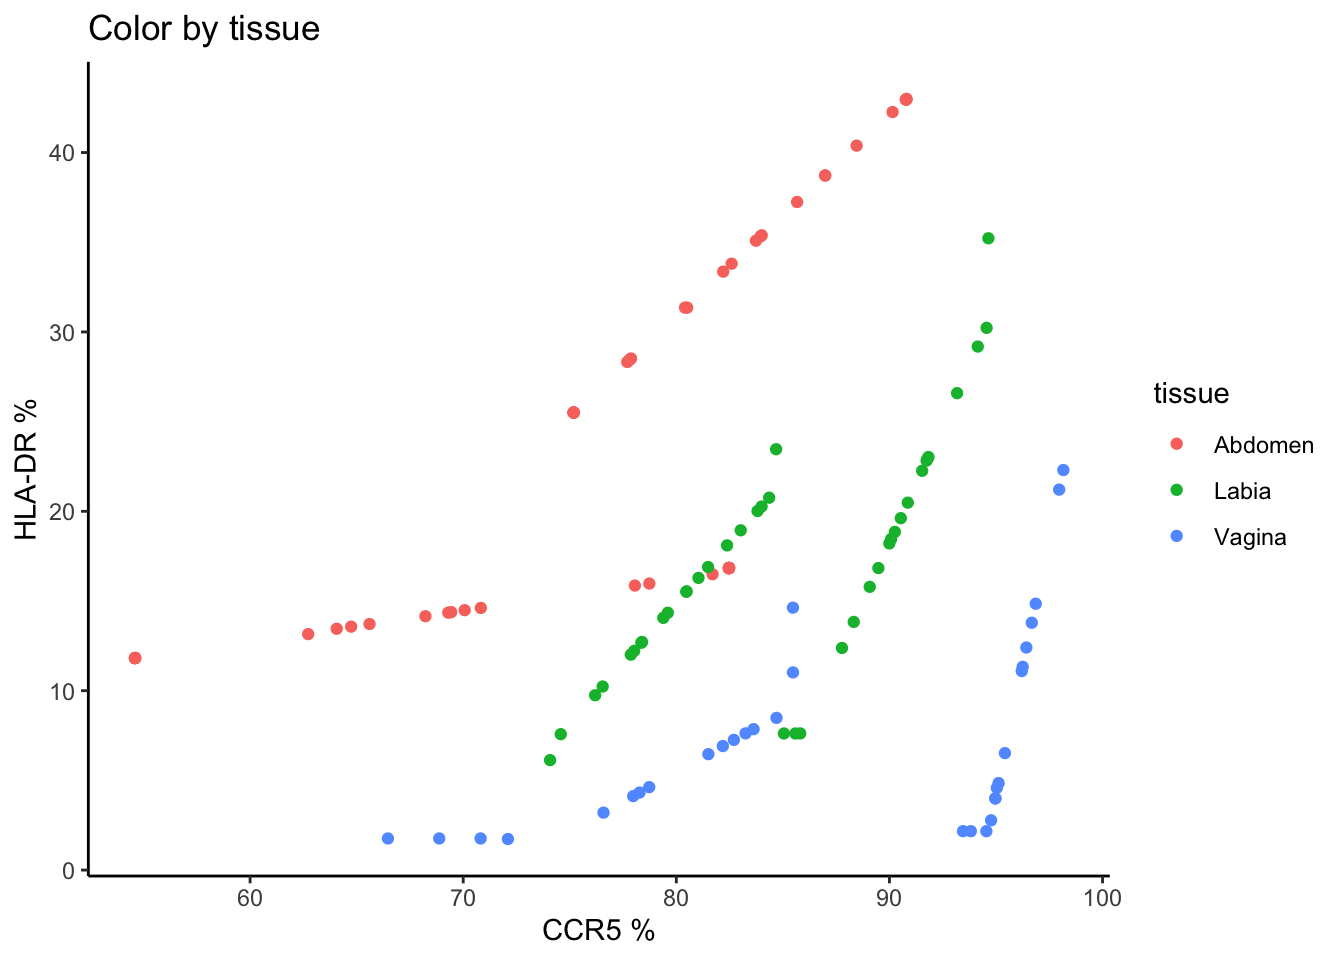 Color by tissue
HLA-DR %
40
30
20
10
0
60 70 80 90 100
CCR5 %
tissue
Abdomen
Labia
Vagina